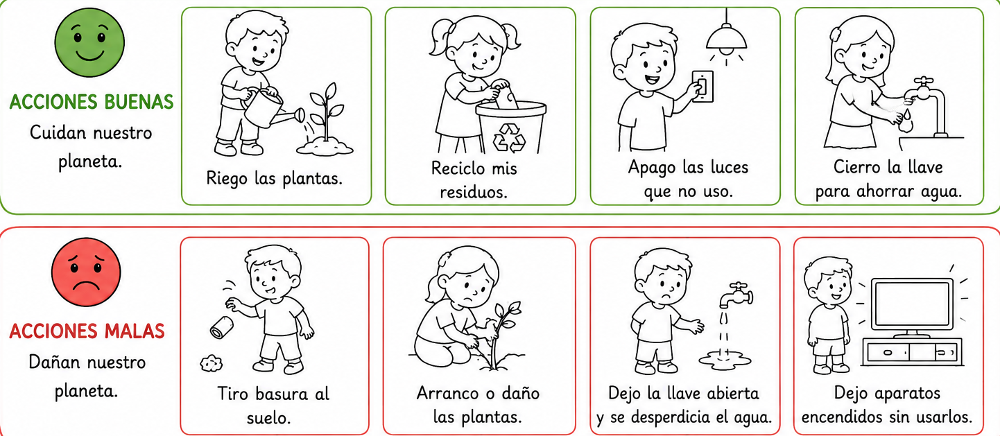 ACCIONES BUENAS
Cuidan nuestro
planeta.
Riego las plantas.
Reciclo mis
residuos.
Apago las luces
que no uso.
Cierro la llave
para ahorrar agua.
ACCIONES MALAS
Dañan nuestro
planeta.
Tiro basura al
suelo.
Arranco o daño
las plantas.
Dejo la llave abierta
y se desperdicia el agua.
Dejo aparatos
encendidos sin usarlos.